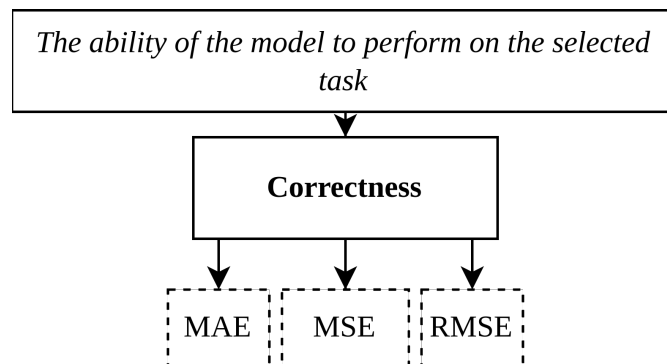 The ability of the model to perform on the selected
task
Correctness
MAE MSE RMSE